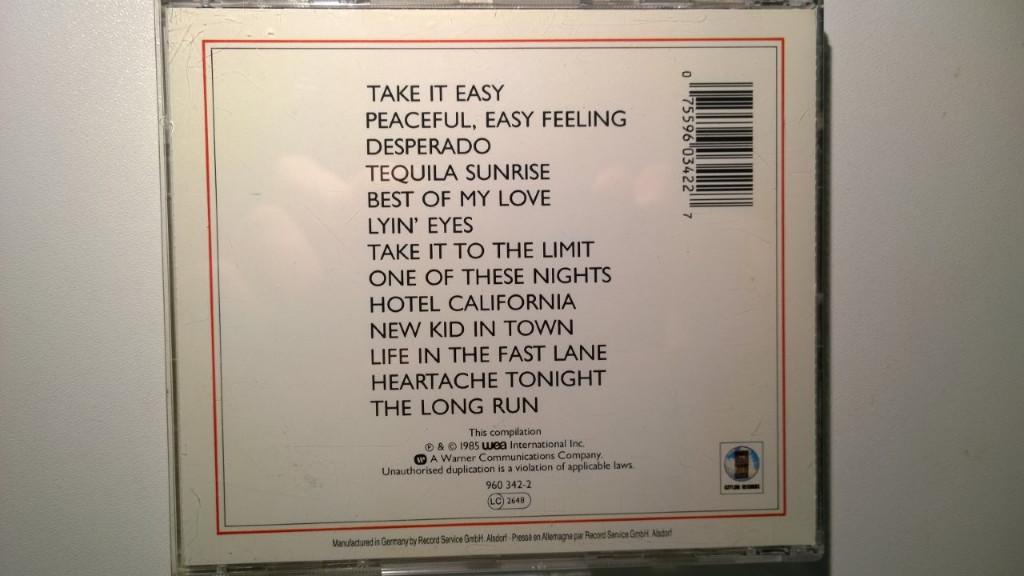 TAKE IT EASY
PEACEFUL, EASY FEELING
DESPERADO
TEQUILA SUNRISE
BEST OF MY LOVE
LYIN' EYES
TAKE IT TO THE LIMIT
ONE OF THESE NIGHTS
HOTEL CALIFORNIA
NEW KID IN TOWN
LIFE IN THE FAST LANE
HEARTACHE TONIGHT
THE LONG RUN
This compilation
℗ & © 1985 wea International Inc.
A Warner Communications Company.
Unauthorised duplication is a violation of applicable laws.
960 342-2
LC 2648
0 75596 03422 7
ASYLUM RECORDS
Manufactured in Germany by Record Service GmbH. Alsdorf · Pressé en Allemagne par Record Service GmbH. Alsdorf